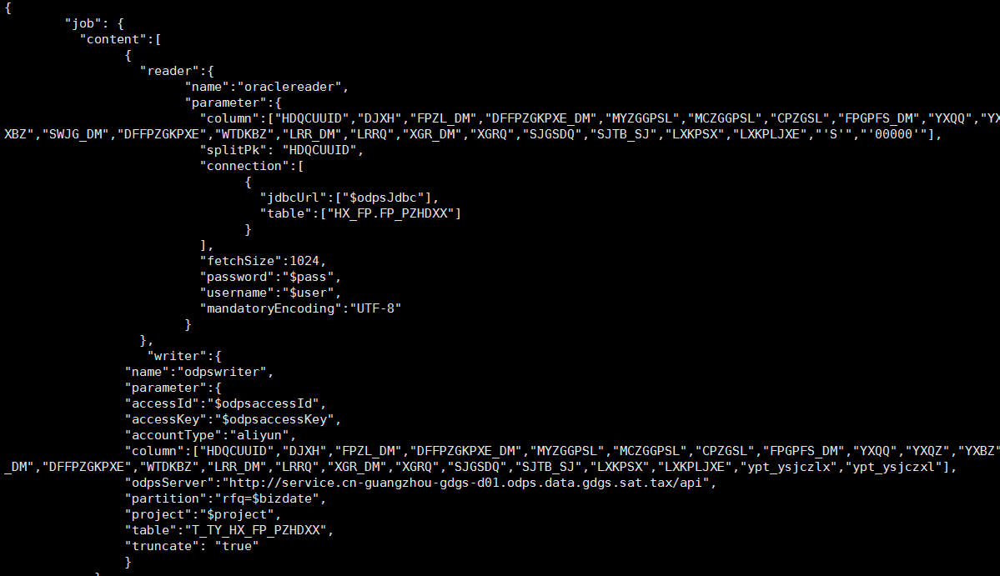 {
"job": {
"content":[
{
"reader":{
"name":"oraclereader",
"parameter":{
"column":["HDQCUUID","DJXH","FPZL_DM","DFFPZGKPXE_DM","MYZGGPSL","MCZGGPSL","CPZGSL","FPGPFS_DM","YXQQ","YX
XBZ","SWJG_DM","DFFPZGKPXE","WTDKBZ","LRR_DM","LRRQ","XGR_DM","XGRQ","SJGSDQ","SJTB_SJ","LXKPSX","LXKPLJXE","'S'","'00000'"],
"splitPk": "HDQCUUID",
"connection":[
{
"jdbcUrl":["$odpsJdbc"],
"table":["HX_FP.FP_PZHDXX"]
}
],
"fetchSize":1024,
"password":"$pass",
"username":"$user",
"mandatoryEncoding":"UTF-8"
}
},
"writer":{
"name":"odpswriter",
"parameter":{
"accessId":"$odpsaccessId",
"accessKey":"$odpsaccessKey",
"accountType":"aliyun",
"column":["HDQCUUID","DJXH","FPZL_DM","DFFPZGKPXE_DM","MYZGGPSL","MCZGGPSL","CPZGSL","FPGPFS_DM","YXQQ","YXQZ","YXBZ"
_DM","DFFPZGKPXE","WTDKBZ","LRR_DM","LRRQ","XGR_DM","XGRQ","SJGSDQ","SJTB_SJ","LXKPSX","LXKPLJXE","ypt_ysjczlx","ypt_ysjczxl"],
"odpsServer":"http://service.cn-guangzhou-gdgs-d01.odps.data.gdgs.sat.tax/api",
"partition":"rfq=$bizdate",
"project":"$project",
"table":"T_TY_HX_FP_PZHDXX",
"truncate": "true"
}